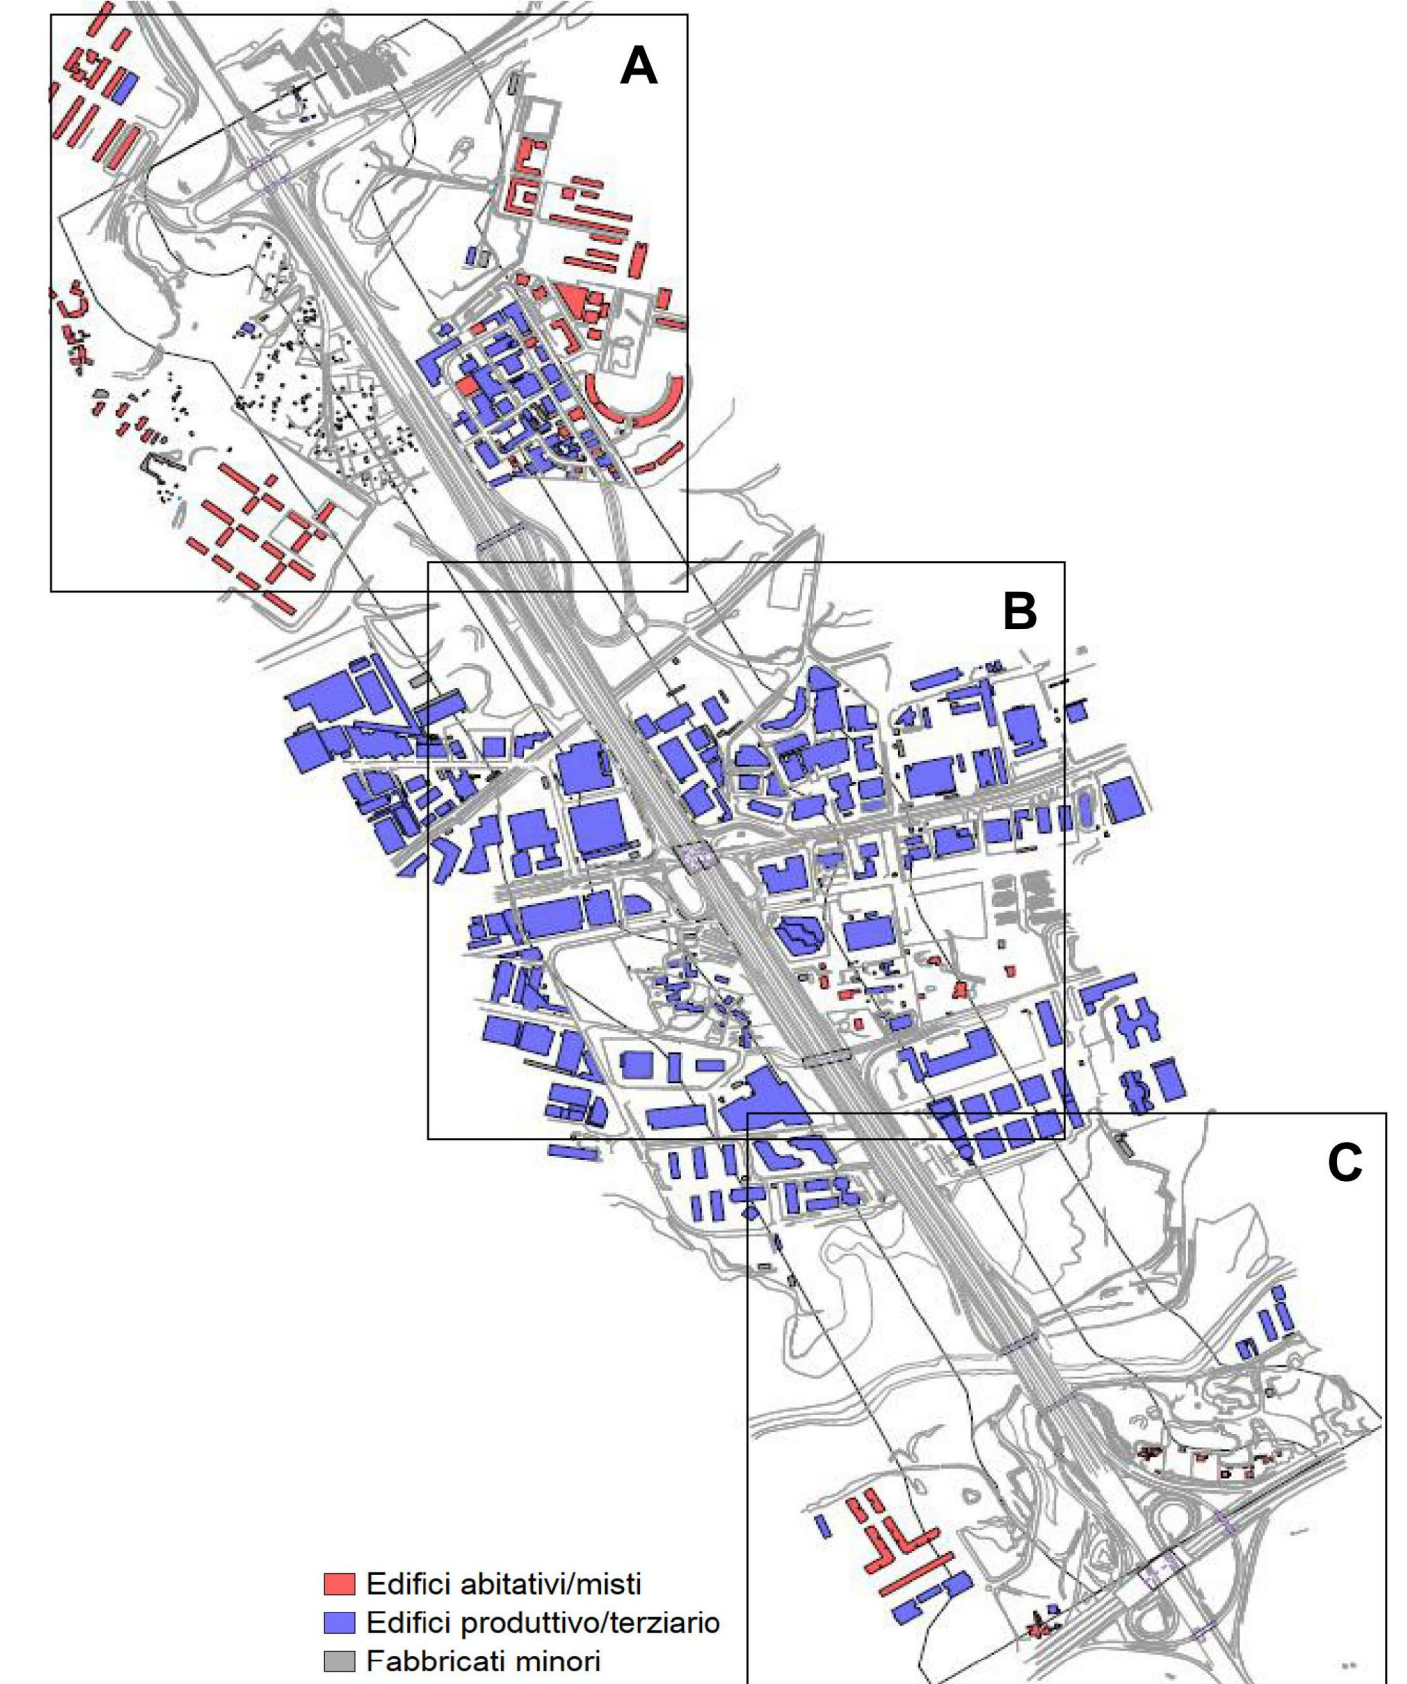 A
B
C
Edifici abitativi/misti
Edifici produttivo/terziario
Fabbricati minori